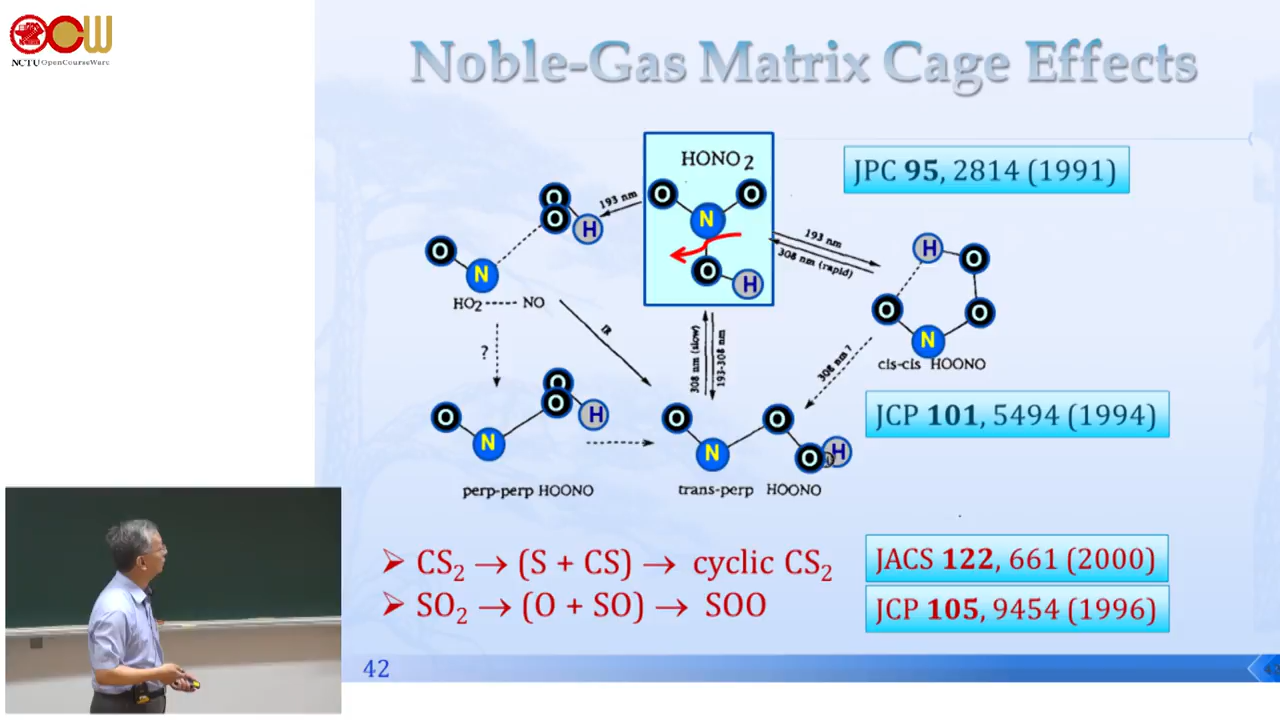 NCTU OpenCourseWare
Noble-Gas Matrix Cage Effects
HONO2
JPC 95, 2814 (1991)
O
O
N
O
H
193 nm
O
O
H
O
N
HO2 ----- NO
193 nm
308 nm (rapid)
H
O
O
O
N
cis-cis HOONO
?
IR
308 nm (slow)
193-308 nm
308 nm ?
JCP 101, 5494 (1994)
O
O
H
O
N
perp-perp HOONO
O
O
N
O
H
trans-perp HOONO
CS2 → (S + CS) → cyclic CS2
JACS 122, 661 (2000)
SO2 → (O + SO) → SOO
JCP 105, 9454 (1996)
42